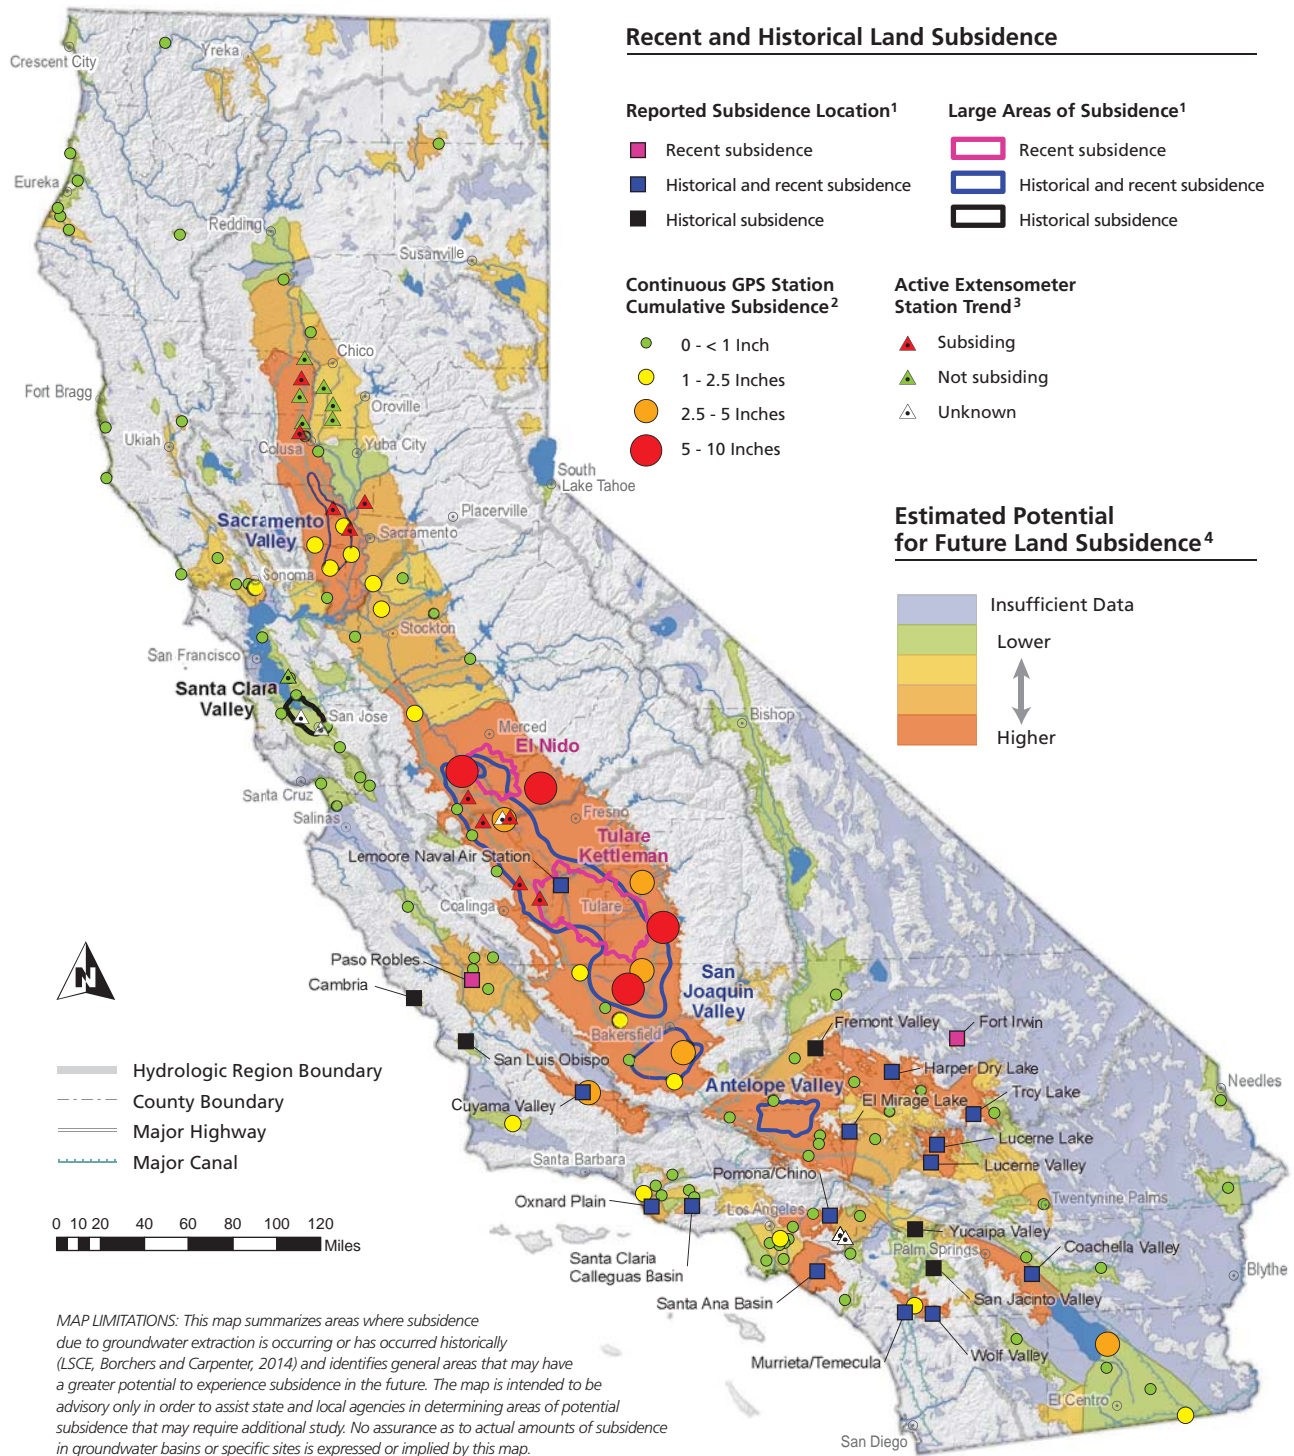 Recent and Historical Land Subsidence
Reported Subsidence Location1
Recent subsidence
Historical and recent subsidence
Historical subsidence
Large Areas of Subsidence1
Recent subsidence
Historical and recent subsidence
Historical subsidence
Continuous GPS Station
Cumulative Subsidence2
0 - < 1 Inch
1 - 2.5 Inches
2.5 - 5 Inches
5 - 10 Inches
Active Extensometer
Station Trend3
Subsiding
Not subsiding
Unknown
Estimated Potential
for Future Land Subsidence4
Insufficient Data
Lower
Higher
Crescent City
Yreka
Eureka
Redding
Susanville
Chico
Fort Bragg
Oroville
Ukiah
Colusa
Yuba City
South
Lake Tahoe
Placerville
Sacramento
Valley
Sacramento
Sonoma
Stockton
San Francisco
Santa Clara
Valley
San Jose
Bishop
Merced
El Nido
Santa Cruz
Salinas
Fresno
Tulare
Kettleman
Lemoore Naval Air Station
Coalinga
Tulare
Paso Robles
Cambria
San
Joaquin
Valley
Bakersfield
Fremont Valley
Fort Irwin
San Luis Obispo
Harper Dry Lake
Needles
Antelope Valley
El Mirage Lake
Troy Lake
Cuyama Valley
Lucerne Lake
Lucerne Valley
Santa Barbara
Pomona/Chino
Twentynine Palms
Oxnard Plain
Los Angeles
Yucaipa Valley
Palm Springs
Coachella Valley
Santa Claria
Calleguas Basin
Blythe
Santa Ana Basin
San Jacinto Valley
Murrieta/Temecula
Wolf Valley
El Centro
San Diego
N
Hydrologic Region Boundary
County Boundary
Major Highway
Major Canal
0 10 20 40 60 80 100 120
Miles
MAP LIMITATIONS: This map summarizes areas where subsidence
due to groundwater extraction is occurring or has occurred historically
(LSCE, Borchers and Carpenter, 2014) and identifies general areas that may have
a greater potential to experience subsidence in the future. The map is intended to be
advisory only in order to assist state and local agencies in determining areas of potential
subsidence that may require additional study. No assurance as to actual amounts of subsidence
in groundwater basins or specific sites is expressed or implied by this map.